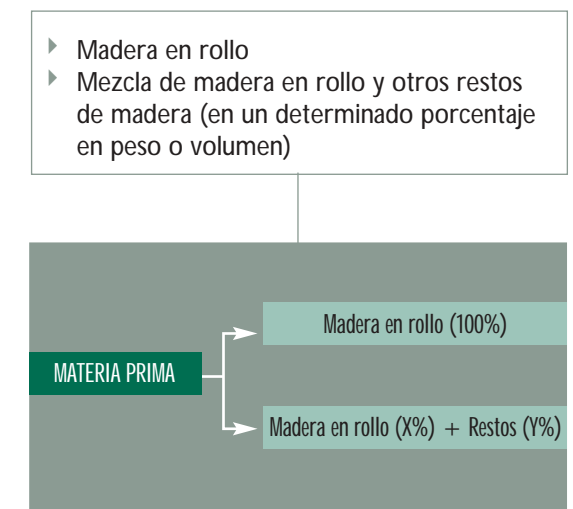 Madera en rollo
Mezcla de madera en rollo y otros restos
de madera (en un determinado porcentaje
en peso o volumen)
Madera en rollo (100%)
MATERIA PRIMA
Madera en rollo (X%) + Restos (Y%)